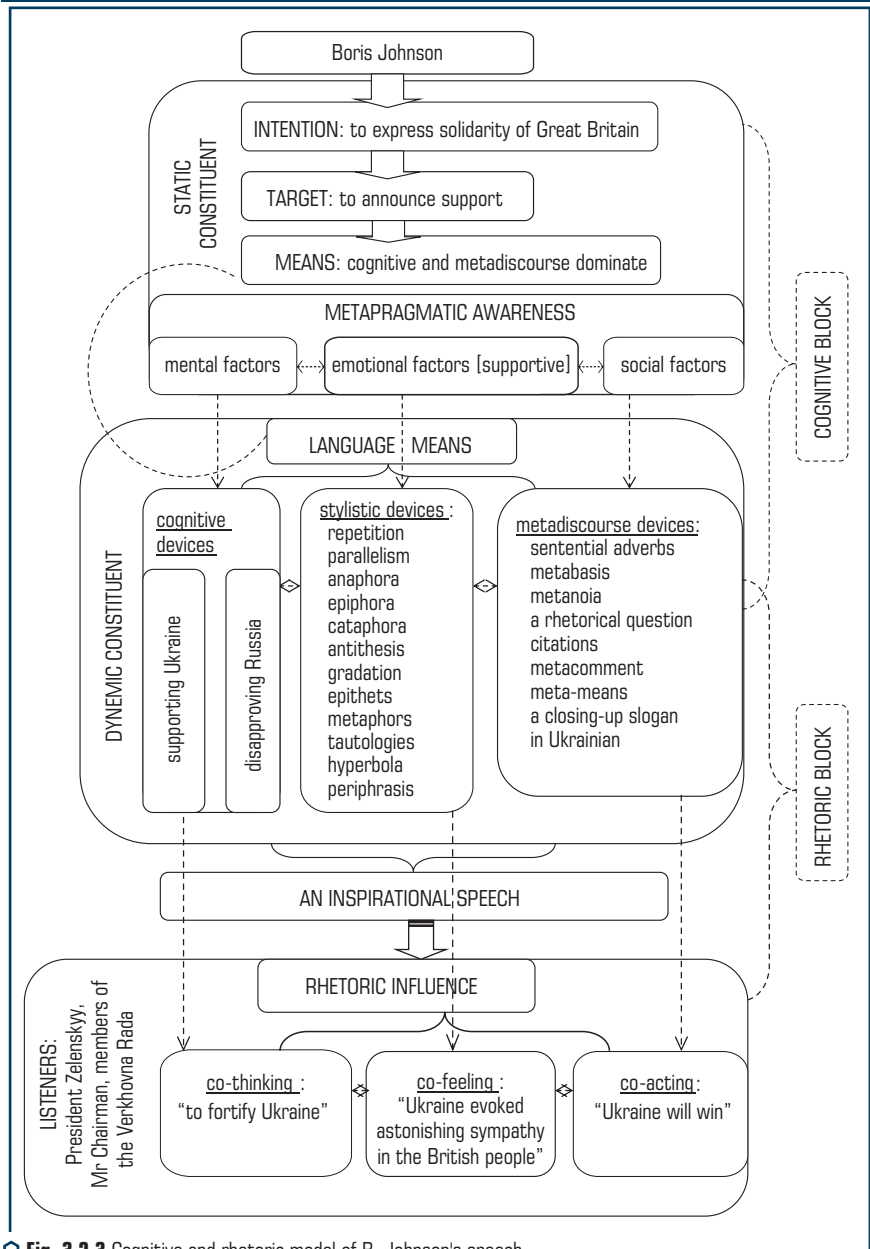 Boris Johnson
STATIC
CONSTITUENT
INTENTION: to express solidarity of Great Britain
TARGET: to announce support
MEANS: cognitive and metadiscourse dominate
METAPRAGMATIC AWARENESS
mental factors
emotional factors [supportive]
social factors
COGNITIVE BLOCK
DYNEMIC CONSTITUENT
LANGUAGE MEANS
cognitive
devices
supporting Ukraine
disapproving Russia
stylistic devices :
repetition
parallelism
anaphora
epiphora
cataphora
antithesis
gradation
epithets
metaphors
tautologies
hyperbola
periphrasis
metadiscourse devices:
sentential adverbs
metabasis
metanoia
a rhetorical question
citations
metacomment
meta-means
a closing-up slogan
in Ukrainian
RHETORIC BLOCK
AN INSPIRATIONAL SPEECH
LISTENERS:
President Zelenskyy,
Mr Chairman, members of
the Verkhovna Rada
RHETORIC INFLUENCE
co-thinking :
“to fortify Ukraine”
co-feeling :
“Ukraine evoked
astonishing sympathy
in the British people”
co-acting :
“Ukraine will win”
Fig. 3.2.3 Cognitive and rhetoric model of B. Johnson's speech